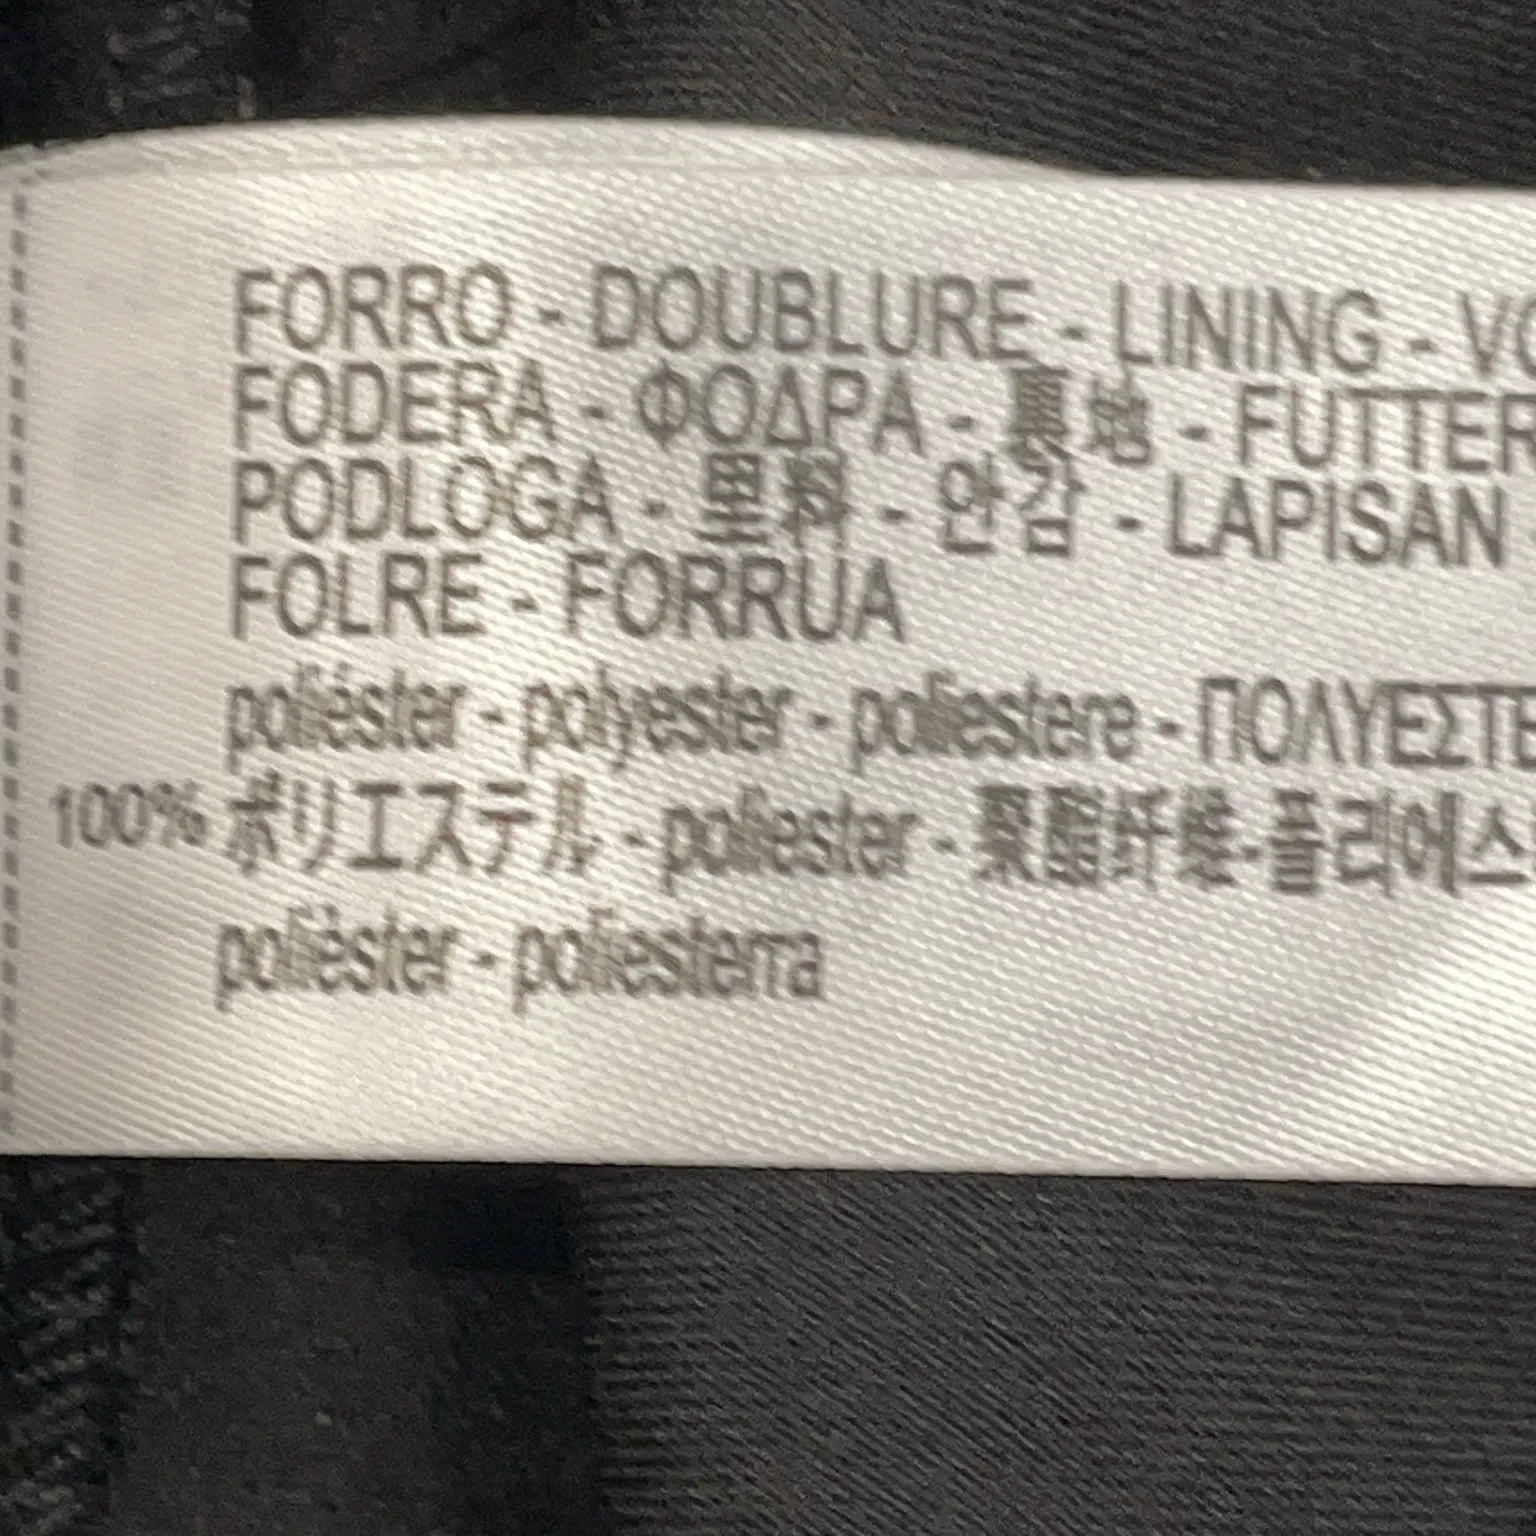 FORRO - DOUBLURE - LINING -
FODERA - ΦΟΔΡΑ - 裏地 - FUTTER
PODLOGA - 里料 - 안감 - LAPISAN
FOLRE - FORRUA
poliéster - polyester - poliestere -
100% ポリエステル - poliester - 聚酯纤维-폴리에스
polièster - poliesterra